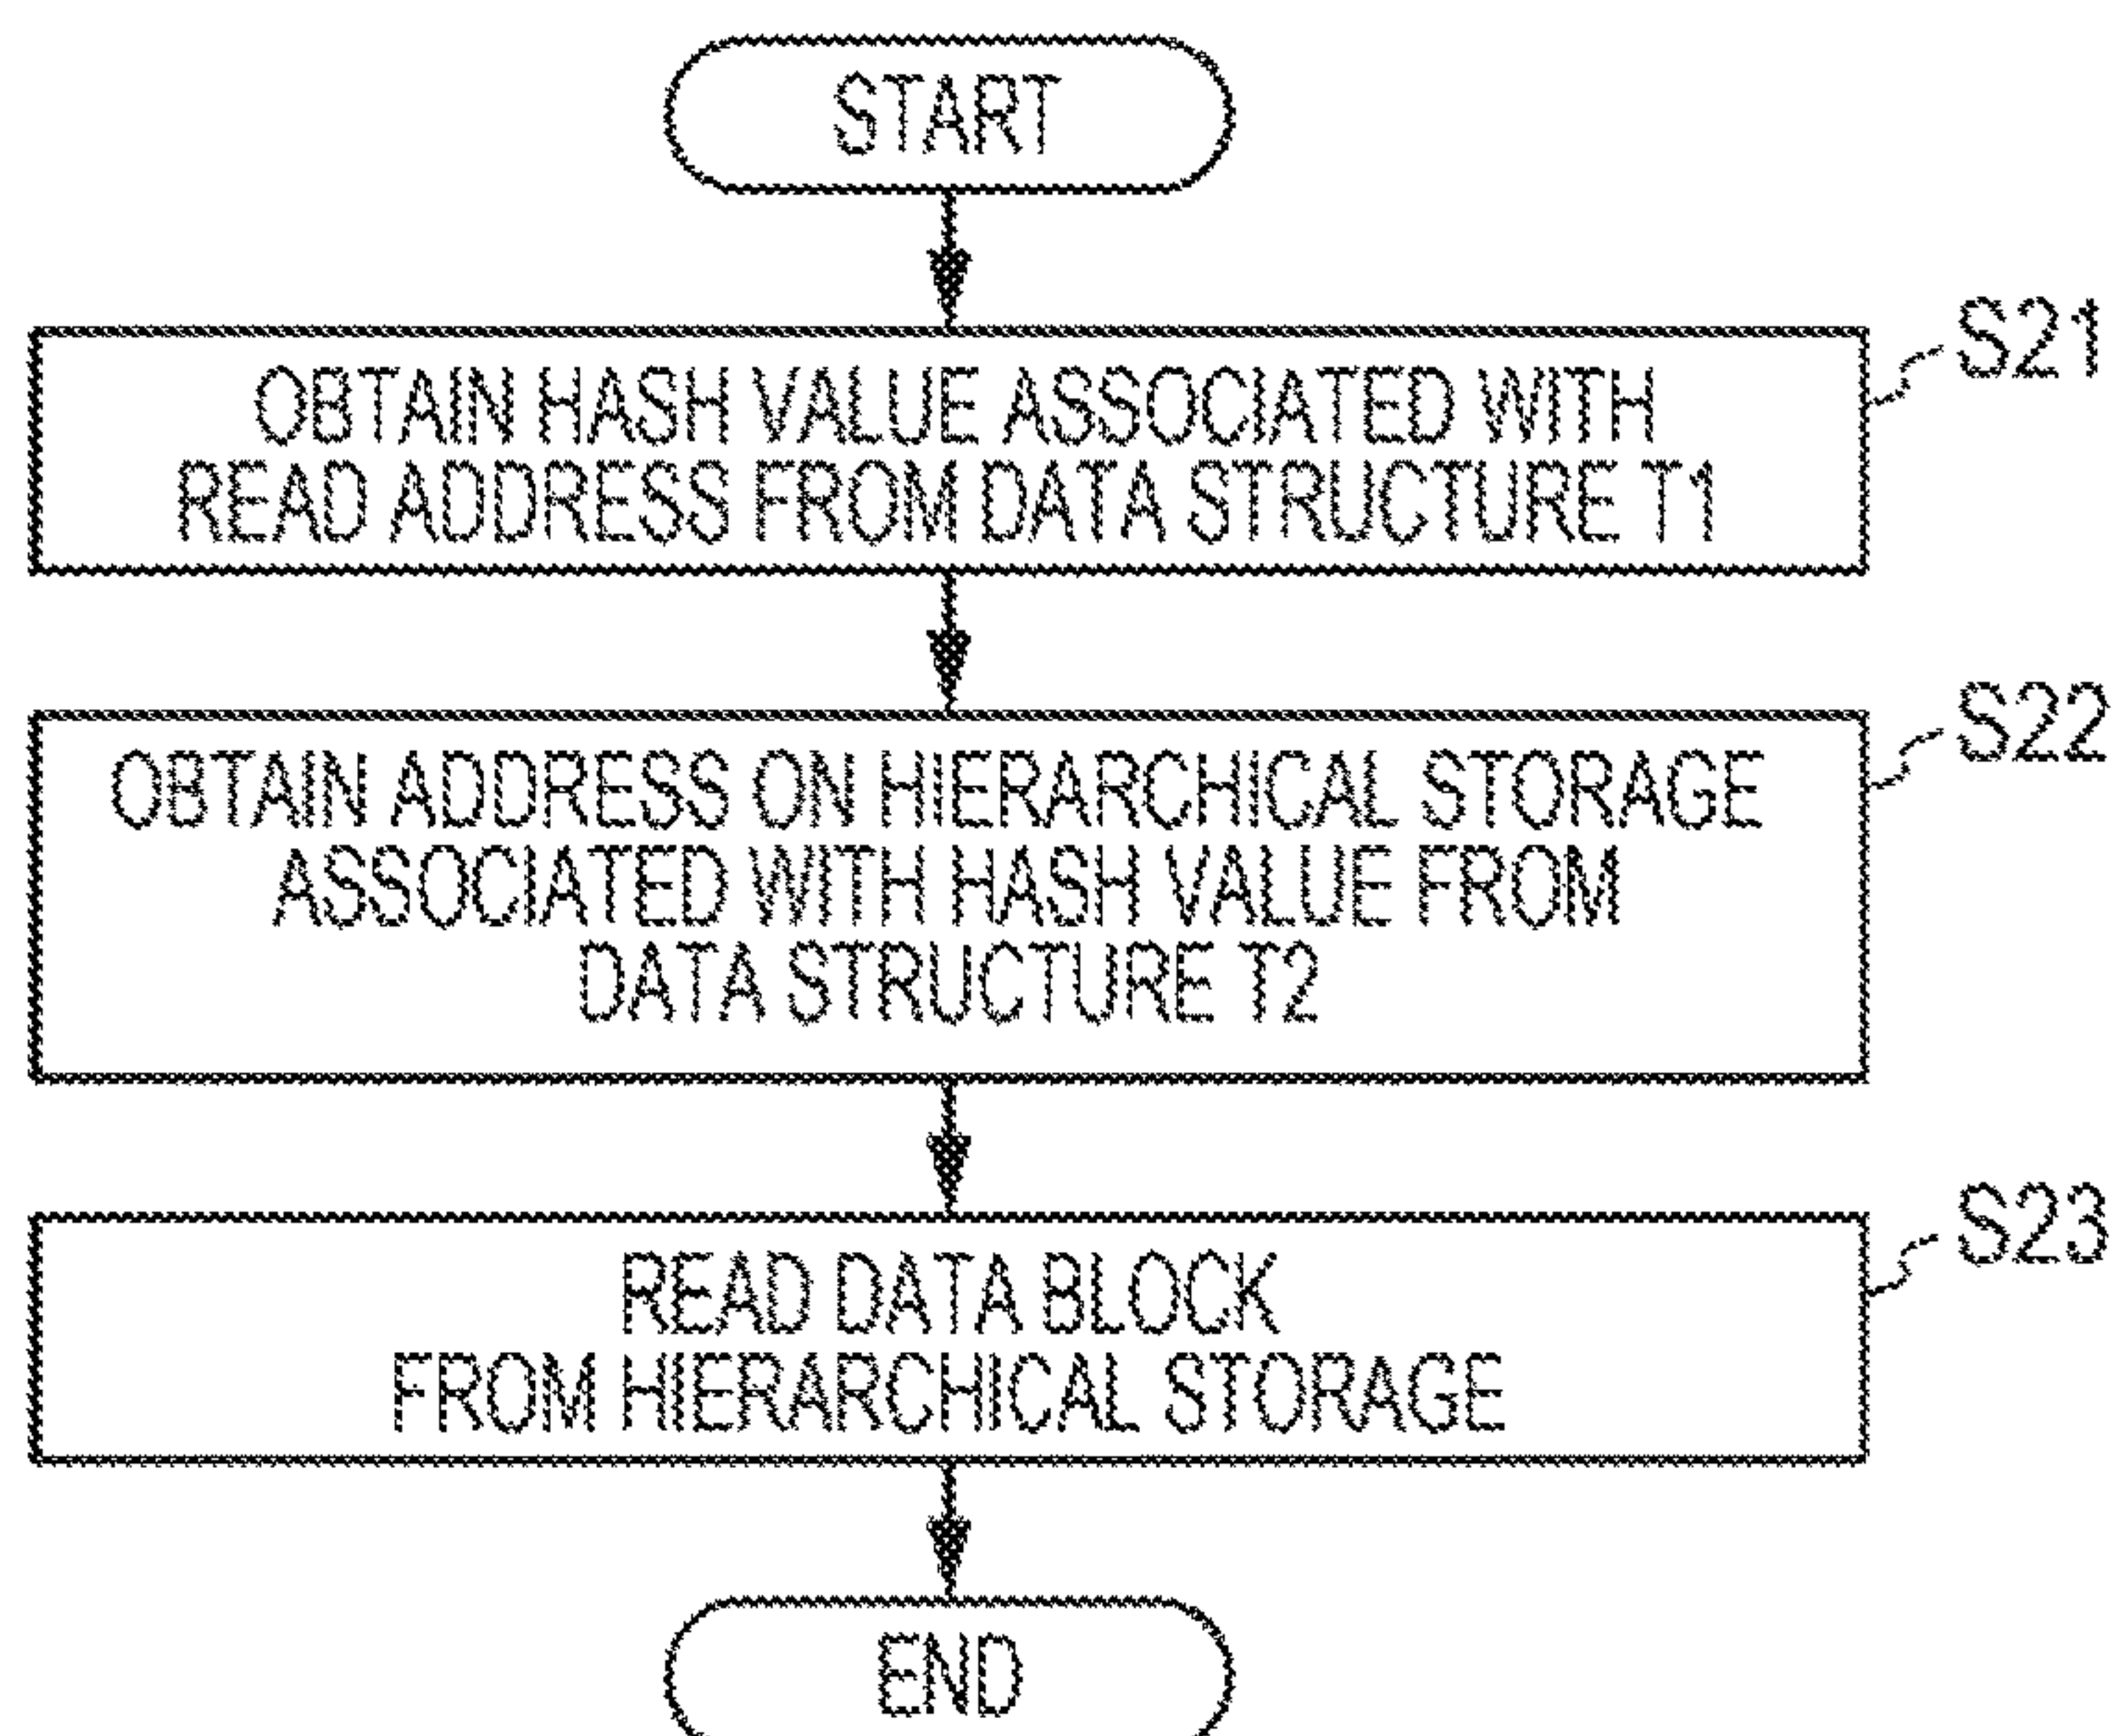 START
S21
OBTAIN HASH VALUE ASSOCIATED WITH
READ ADDRESS FROM DATA STRUCTURE T1
S22
OBTAIN ADDRESS ON HIERARCHICAL STORAGE
ASSOCIATED WITH HASH VALUE FROM
DATA STRUCTURE T2
S23
READ DATA BLOCK
FROM HIERARCHICAL STORAGE
END